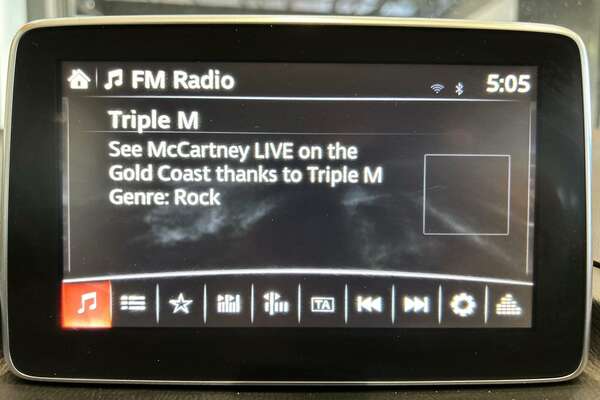 FM Radio
5:05
Triple M
See McCartney LIVE on the
Gold Coast thanks to Triple M
Genre: Rock
TA